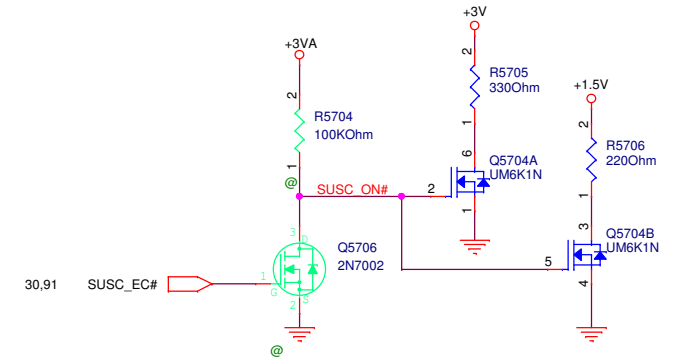 +3V
+3VA
2
R5705
330Ohm
+1.5V
2
R5704
100KOhm
1
2
R5706
220Ohm
1
@
6
Q5704A
UM6K1N
SUSC_ON#
2
1
1
3
D
3
Q5704B
UM6K1N
Q5706
2N7002
5
30,91
SUSC_EC#
1
G
S
2
4
@